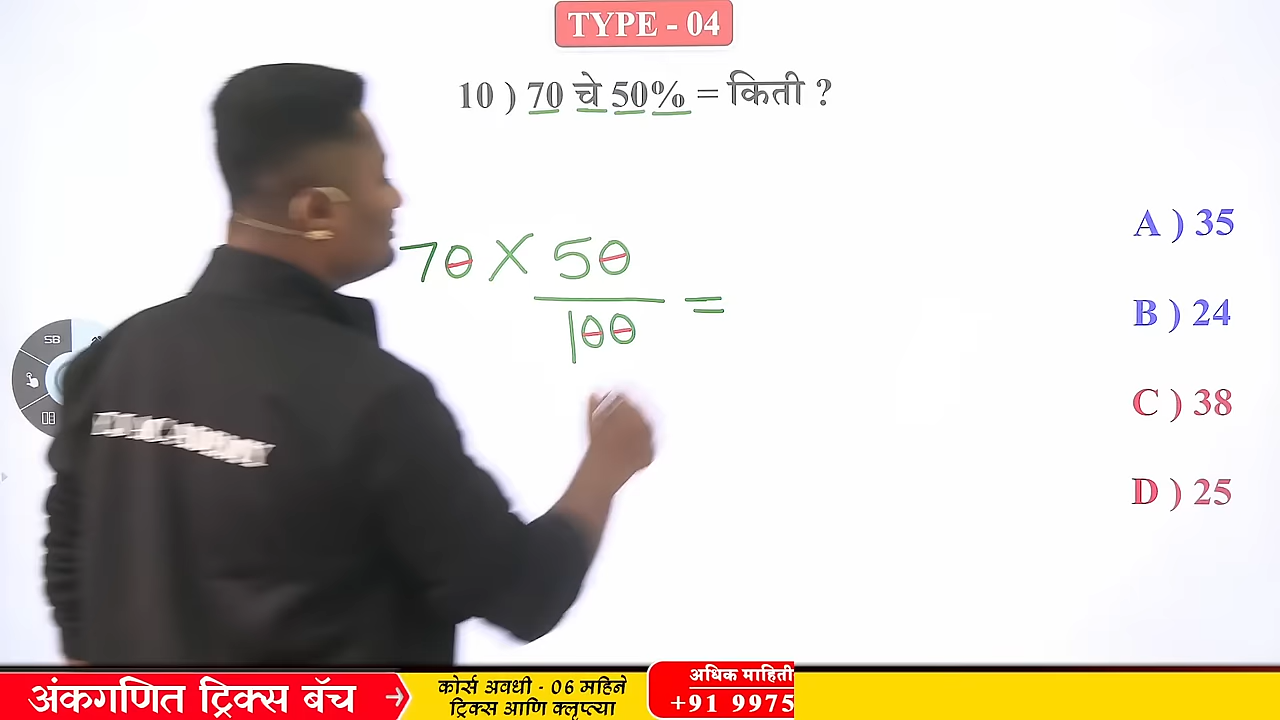 TYPE - 04
10 ) 70 चे 50% = किती ?
70 X 50
100 =
A ) 35
B ) 24
C ) 38
D ) 25
SB
ACADEMY
अंकगणित ट्रिक्स बॅच
कोर्स अवधी - 06 महिने
ट्रिक्स आणि क्लृप्त्या
अधिक माहिती
+91 9975